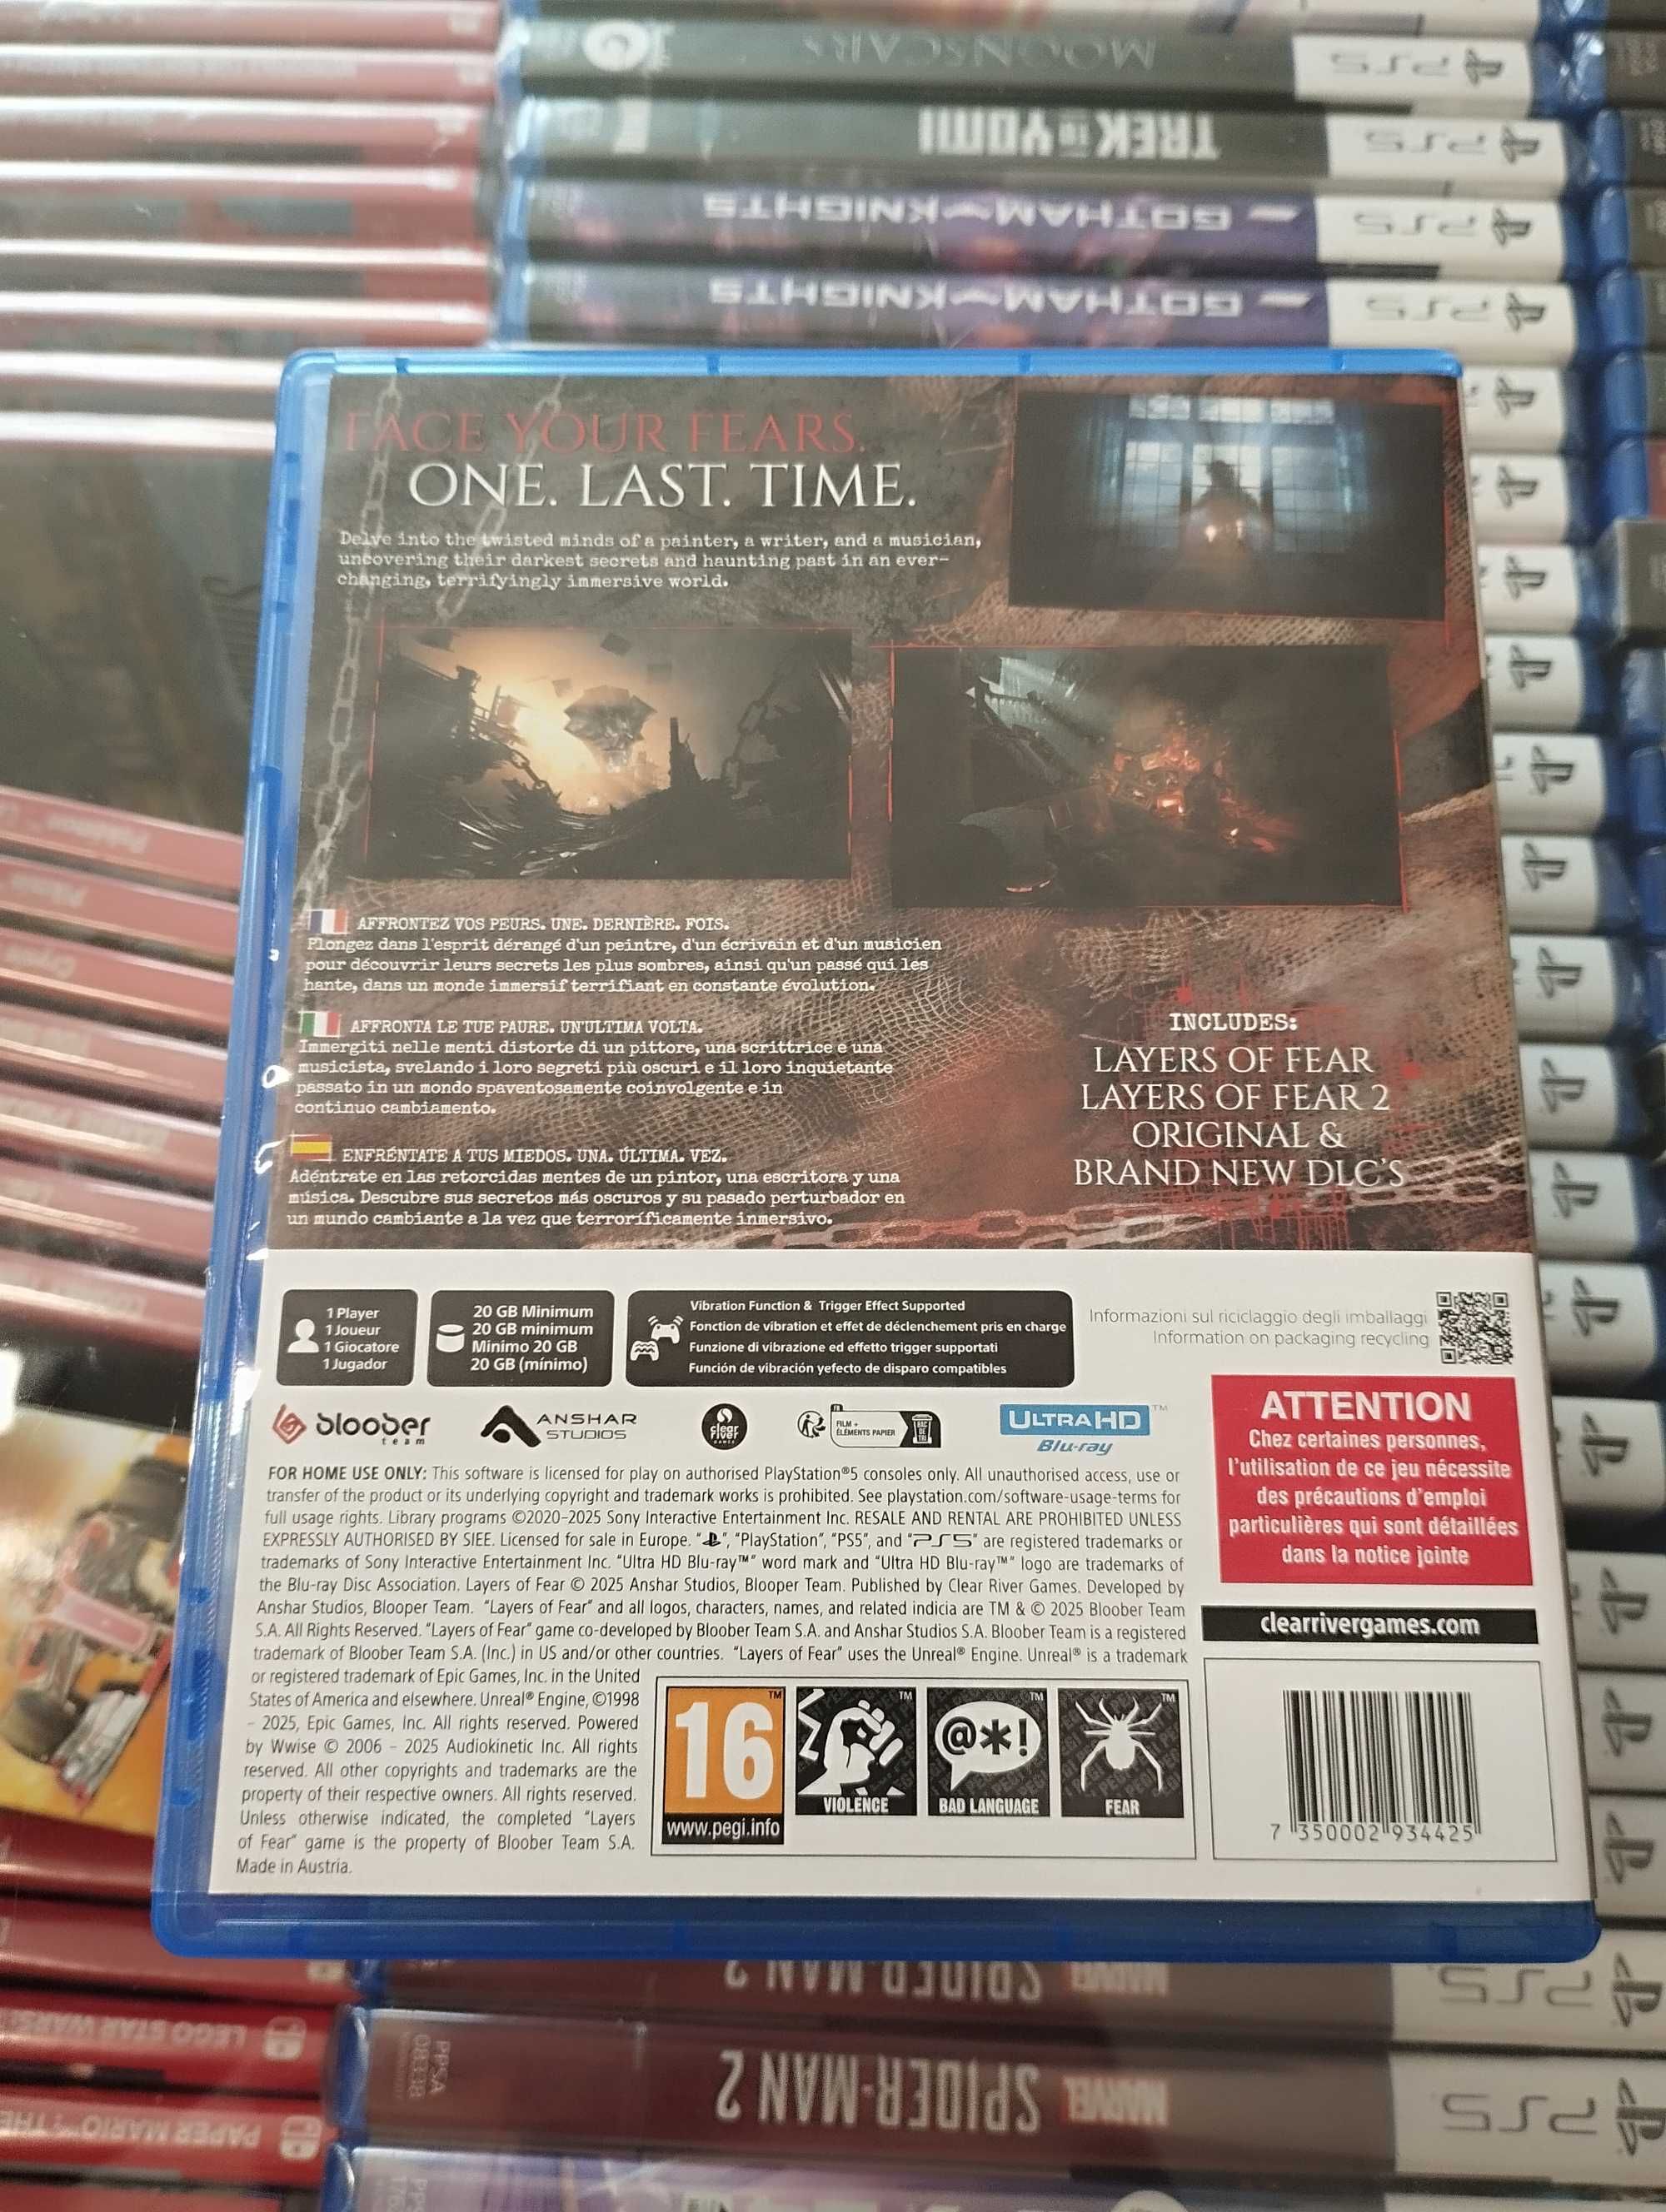 MOONSCARS
PS5
TREK TO YOMI
PS5
GOTHAM KNIGHTS
PS5
GOTHAM KNIGHTS
PS5
FACE YOUR FEARS.
ONE. LAST. TIME.
Delve into the twisted minds of a painter, a writer, and a musician,
uncovering their darkest secrets and haunting past in an ever-
changing, terrifyingly immersive world.
AFFRONTEZ VOS PEURS. UNE. DERNIÈRE. FOIS.
Plongez dans l'esprit dérangé d'un peintre, d'un écrivain et d'un musicien
pour découvrir leurs secrets les plus sombres, ainsi qu'un passé qui les
hante, dans un monde immersif terrifiant en constante évolution.
AFFRONTA LE TUE PAURE. UN'ULTIMA VOLTA.
Immergiti nelle menti distorte di un pittore, una scrittrice e una
musicista, svelando i loro segreti più oscuri e il loro inquietante
passato in un mondo spaventosamente coinvolgente e in
continuo cambiamento.
ENFRÉNTATE A TUS MIEDOS. UNA. ÚLTIMA. VEZ.
Adéntrate en las retorcidas mentes de un pintor, una escritora y una
música. Descubre sus secretos más oscuros y su pasado perturbador en
un mundo cambiante a la vez que terroríficamente inmersivo.
INCLUDES:
LAYERS OF FEAR
LAYERS OF FEAR 2
ORIGINAL &
BRAND NEW DLC'S
1 Player
1 Joueur
1 Giocatore
1 Jugador
20 GB Minimum
20 GB minimum
Minimo 20 GB
20 GB (mínimo)
Vibration Function & Trigger Effect Supported
Fonction de vibration et effet de déclenchement pris en charge
Funzione di vibrazione ed effetto trigger supportati
Función de vibración yefecto de disparo compatibles
Informazioni sul riciclaggio degli imballaggi
Information on packaging recycling
bloober
team
ANSHAR
STUDIOS
clear
river
GAMES
FR
FILM +
ÉLÉMENTS PAPIER
BAC
DE
TRI
ULTRA HD™
Blu-ray
ATTENTION
Chez certaines personnes,
l'utilisation de ce jeu nécessite
des précautions d'emploi
particulières qui sont détaillées
dans la notice jointe
FOR HOME USE ONLY: This software is licensed for play on authorised PlayStation®5 consoles only. All unauthorised access, use or
transfer of the product or its underlying copyright and trademark works is prohibited. See playstation.com/software-usage-terms for
full usage rights. Library programs ©2020-2025 Sony Interactive Entertainment Inc. RESALE AND RENTAL ARE PROHIBITED UNLESS
EXPRESSLY AUTHORISED BY SIEE. Licensed for sale in Europe. “ ”, “PlayStation”, “PS5”, and “PS5” are registered trademarks or
trademarks of Sony Interactive Entertainment Inc. “Ultra HD Blu-ray™” word mark and “Ultra HD Blu-ray™” logo are trademarks of
the Blu-ray Disc Association. Layers of Fear © 2025 Anshar Studios, Blooper Team. Published by Clear River Games. Developed by
Anshar Studios, Blooper Team. “Layers of Fear” and all logos, characters, names, and related indicia are TM & © 2025 Bloober Team
S.A. All Rights Reserved. “Layers of Fear” game co-developed by Bloober Team S.A. and Anshar Studios S.A. Bloober Team is a registered
trademark of Bloober Team S.A. (Inc.) in US and/or other countries. “Layers of Fear” uses the Unreal® Engine. Unreal® is a trademark
or registered trademark of Epic Games, Inc. in the United
States of America and elsewhere. Unreal® Engine, ©1998
– 2025, Epic Games, Inc. All rights reserved. Powered
by Wwise © 2006 – 2025 Audiokinetic Inc. All rights
reserved. All other copyrights and trademarks are the
property of their respective owners. All rights reserved.
Unless otherwise indicated, the completed “Layers
of Fear” game is the property of Bloober Team S.A.
Made in Austria.
clearrivergames.com
16™
www.pegi.info
VIOLENCE
@*!
BAD LANGUAGE
FEAR
7 350002 934425
MARVEL SPIDER-MAN 2
PS5
LEGO STAR WARS
PPSA
08338
MARVEL SPIDER-MAN 2
PS5
PAPER MARIO™: THE